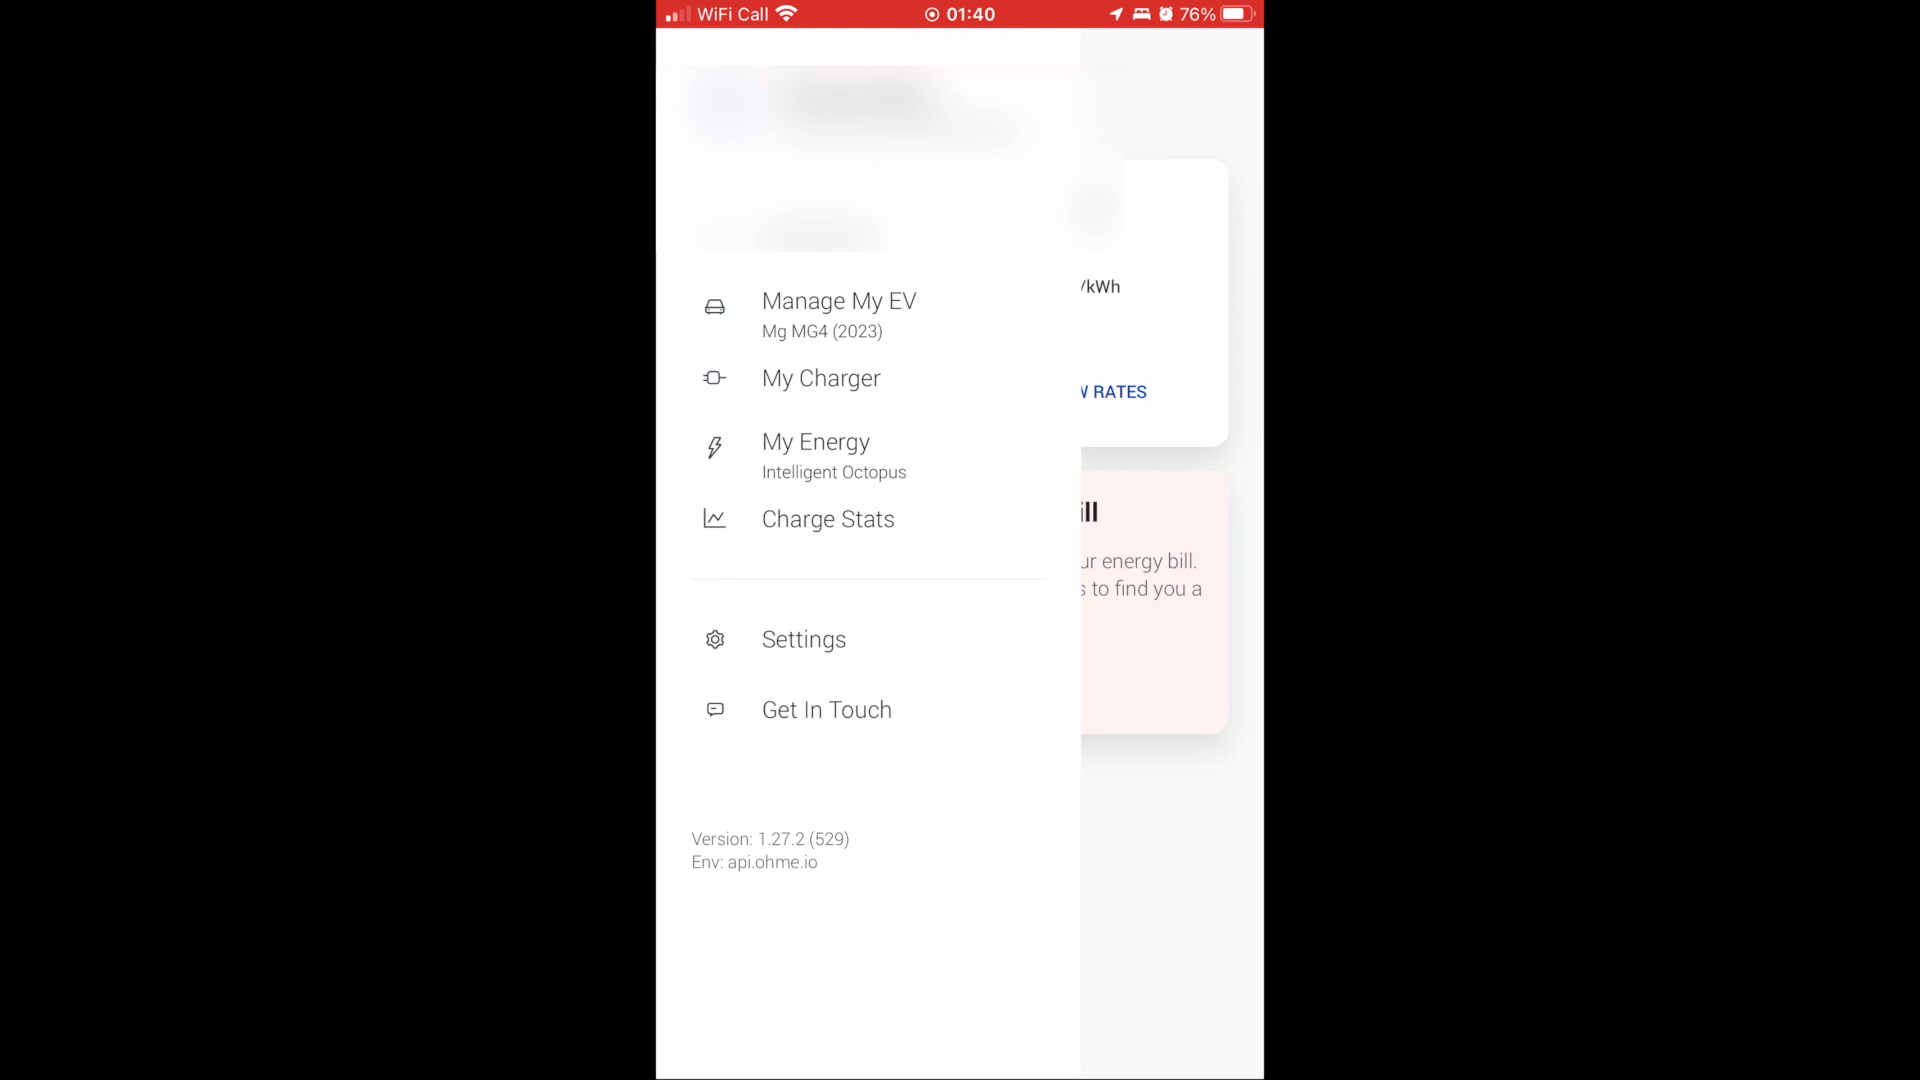 WiFi Call 01:40 76%
Manage My EV
Mg MG4 (2023)
My Charger
My Energy
Intelligent Octopus
Charge Stats
Settings
Get In Touch
Version: 1.27.2 (529)
Env: api.ohme.io
/kWh
RATES
ill
ur energy bill.
s to find you a